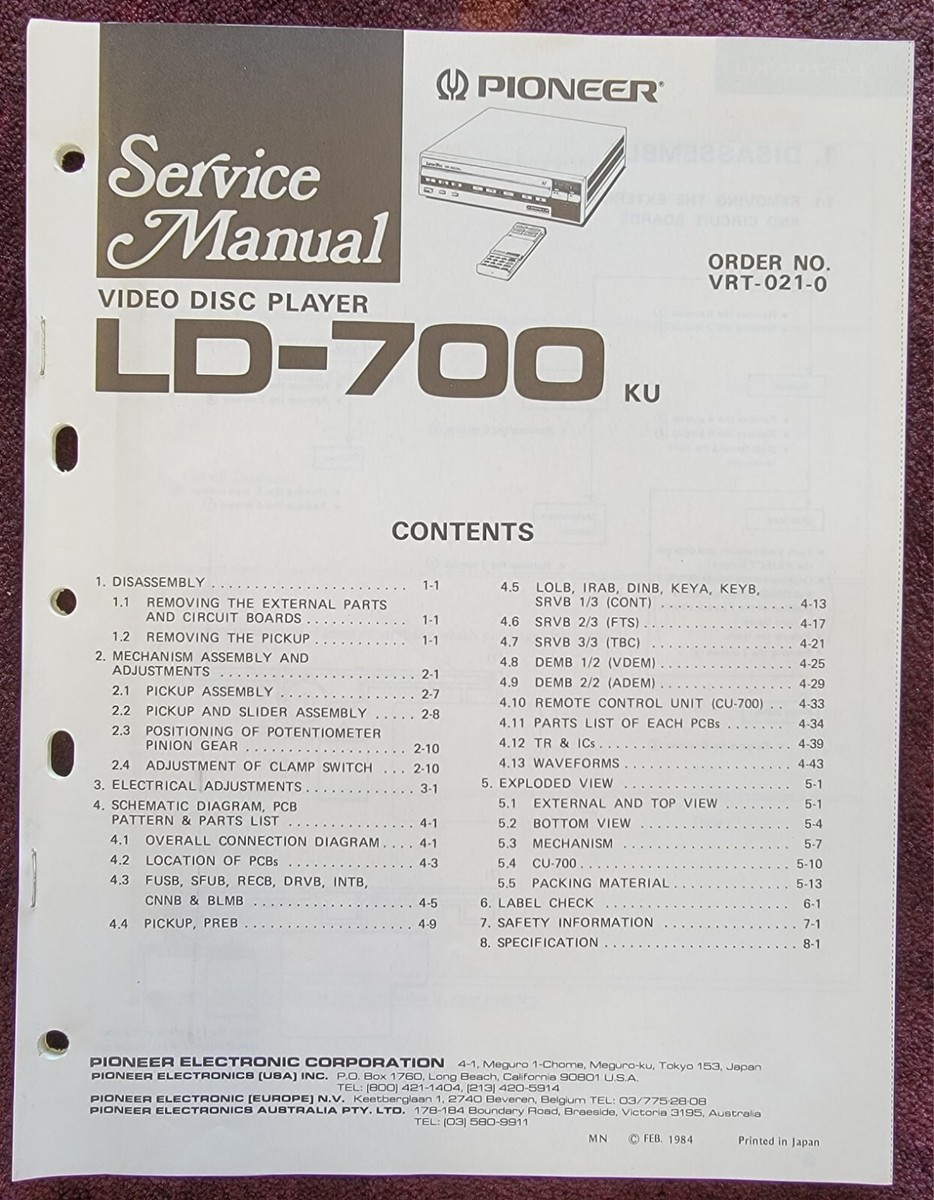 PIONEER®
Service
Manual
ORDER NO.
VRT-021-0
VIDEO DISC PLAYER
LD-700 KU
CONTENTS
1. DISASSEMBLY . . . . . . . . . . . . . . . . . . . . . . . . . 1-1
1.1 REMOVING THE EXTERNAL PARTS
AND CIRCUIT BOARDS . . . . . . . . . . . . 1-1
1.2 REMOVING THE PICKUP . . . . . . . . . . . 1-1
2. MECHANISM ASSEMBLY AND
ADJUSTMENTS . . . . . . . . . . . . . . . . . . . . . . . . 2-1
2.1 PICKUP ASSEMBLY . . . . . . . . . . . . . . . . 2-7
2.2 PICKUP AND SLIDER ASSEMBLY . . . . . 2-8
2.3 POSITIONING OF POTENTIOMETER
PINION GEAR . . . . . . . . . . . . . . . . . . . 2-10
2.4 ADJUSTMENT OF CLAMP SWITCH . . . 2-10
3. ELECTRICAL ADJUSTMENTS . . . . . . . . . . . . . 3-1
4. SCHEMATIC DIAGRAM, PCB
PATTERN & PARTS LIST . . . . . . . . . . . . . . . 4-1
4.1 OVERALL CONNECTION DIAGRAM . . . . 4-1
4.2 LOCATION OF PCBs . . . . . . . . . . . . . . . 4-3
4.3 FUSB, SFUB, RECB, DRVB, INTB,
CNNB & BLMB . . . . . . . . . . . . . . . . . . . 4-5
4.4 PICKUP, PREB . . . . . . . . . . . . . . . . . . . . 4-9
4.5 LOLB, IRAB, DINB, KEYA, KEYB,
SRVB 1/3 (CONT) . . . . . . . . . . . . . . . . 4-13
4.6 SRVB 2/3 (FTS) . . . . . . . . . . . . . . . . . . 4-17
4.7 SRVB 3/3 (TBC) . . . . . . . . . . . . . . . . . 4-21
4.8 DEMB 1/2 (VDEM) . . . . . . . . . . . . . . . . 4-25
4.9 DEMB 2/2 (ADEM) . . . . . . . . . . . . . . . . 4-29
4.10 REMOTE CONTROL UNIT (CU-700) . . 4-33
4.11 PARTS LIST OF EACH PCBs . . . . . . . 4-34
4.12 TR & ICs . . . . . . . . . . . . . . . . . . . . . . . 4-39
4.13 WAVEFORMS . . . . . . . . . . . . . . . . . . . 4-43
5. EXPLODED VIEW . . . . . . . . . . . . . . . . . . . . 5-1
5.1 EXTERNAL AND TOP VIEW . . . . . . . . 5-1
5.2 BOTTOM VIEW . . . . . . . . . . . . . . . . . . 5-4
5.3 MECHANISM . . . . . . . . . . . . . . . . . . . . 5-7
5.4 CU-700 . . . . . . . . . . . . . . . . . . . . . . . . 5-10
5.5 PACKING MATERIAL . . . . . . . . . . . . . 5-13
6. LABEL CHECK . . . . . . . . . . . . . . . . . . . . . . 6-1
7. SAFETY INFORMATION . . . . . . . . . . . . . . . 7-1
8. SPECIFICATION . . . . . . . . . . . . . . . . . . . . . . 8-1
PIONEER ELECTRONIC CORPORATION 4-1, Meguro 1-Chome, Meguro-ku, Tokyo 153, Japan
PIONEER ELECTRONICS [USA] INC. P.O. Box 1760, Long Beach, California 90801 U.S.A.
TEL: [800] 421-1404, [213] 420-5914
PIONEER ELECTRONIC [EUROPE] N.V. Keetberglaan 1, 2740 Beveren, Belgium TEL: 03/775·28·08
PIONEER ELECTRONICS AUSTRALIA PTY. LTD. 178-184 Boundary Road, Braeside, Victoria 3195, Australia
TEL: [03] 580-9911
MN © FEB. 1984 Printed in Japan